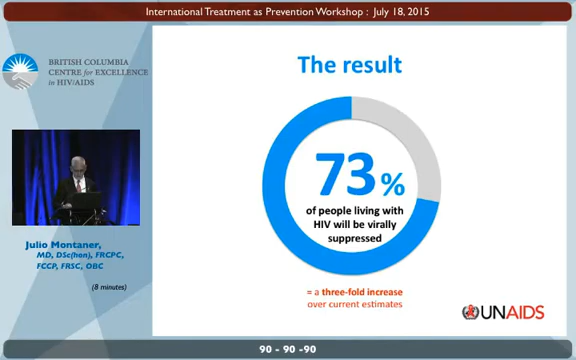 International Treatment as Prevention Workshop : July 18, 2015
BRITISH COLUMBIA
CENTRE for EXCELLENCE
in HIV/AIDS
Julio Montaner,
MD, DSc(hon), FRCPC,
FCCP, FRSC, OBC
(8 minutes)
The result
73%
of people living with
HIV will be virally
suppressed
= a three-fold increase
over current estimates
UNAIDS
90 - 90 -90